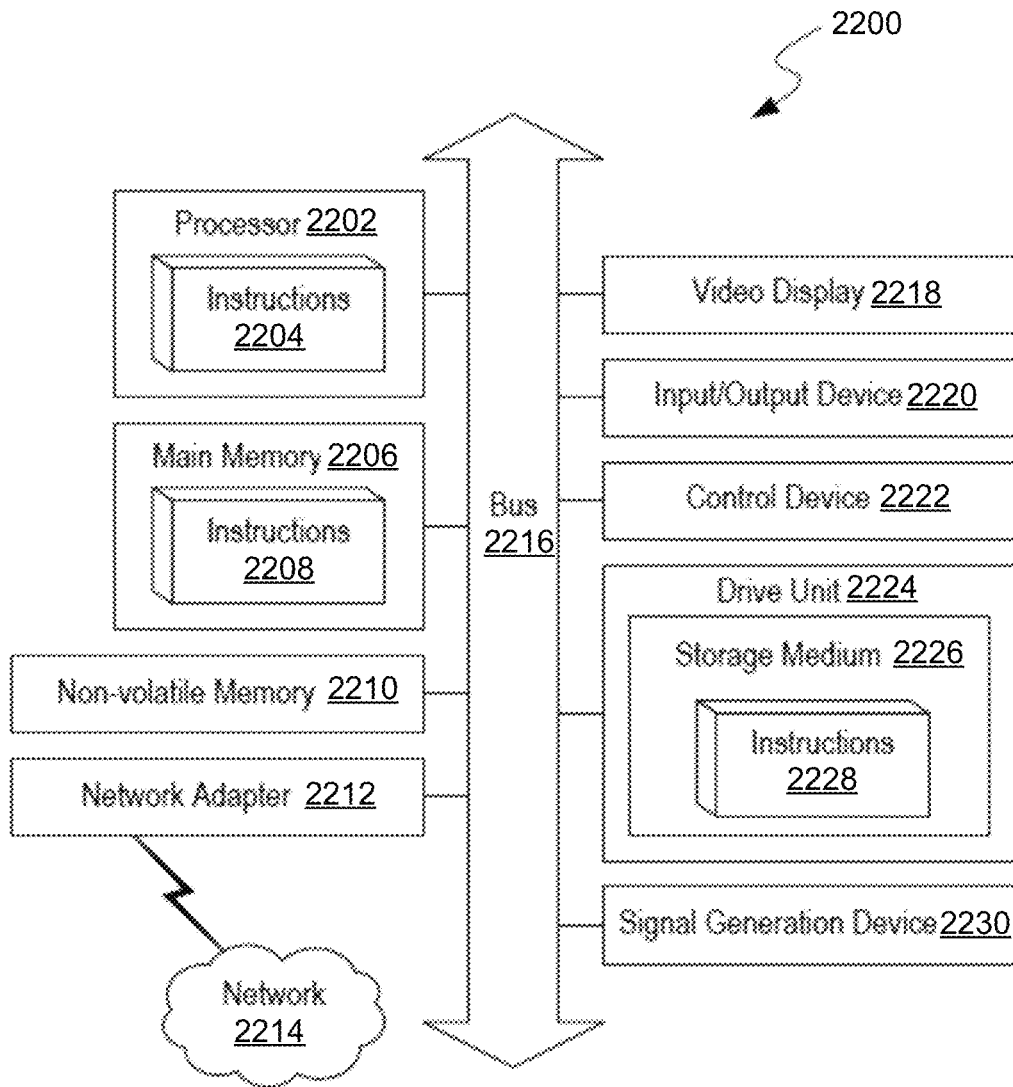 2200
Processor 2202
Instructions
2204
Main Memory 2206
Instructions
2208
Non-volatile Memory 2210
Network Adapter 2212
Network
2214
Bus
2216
Video Display 2218
Input/Output Device 2220
Control Device 2222
Drive Unit 2224
Storage Medium 2226
Instructions
2228
Signal Generation Device 2230